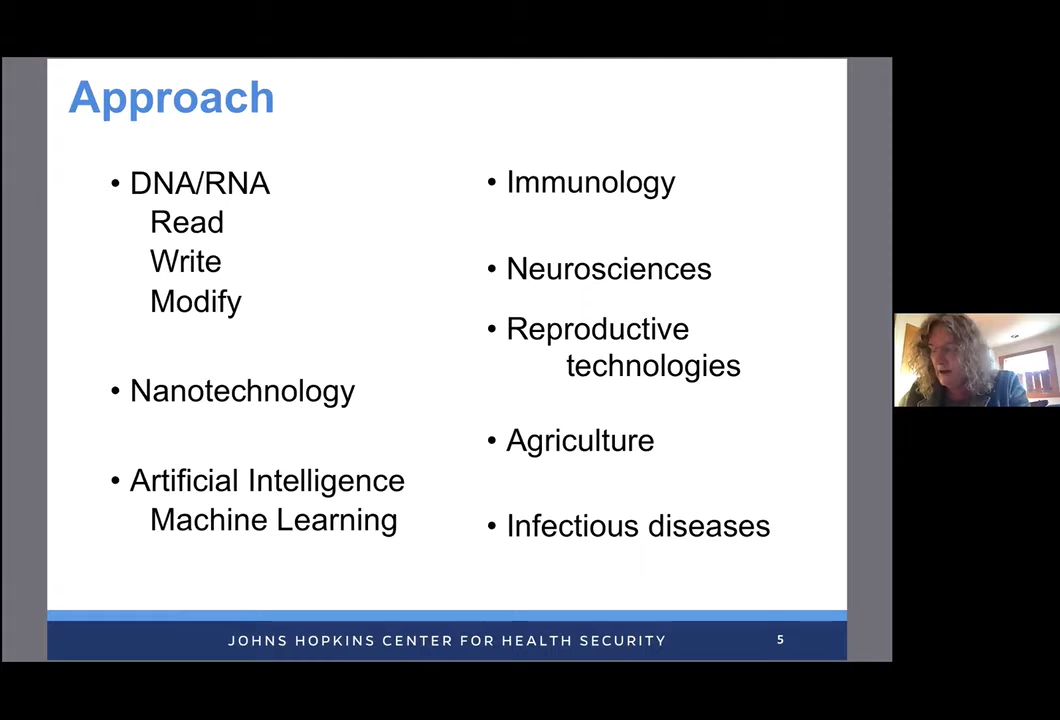 Approach
• DNA/RNA
Read
Write
Modify
• Nanotechnology
• Artificial Intelligence
Machine Learning
• Immunology
• Neurosciences
• Reproductive
technologies
• Agriculture
• Infectious diseases
JOHNS HOPKINS CENTER FOR HEALTH SECURITY
5